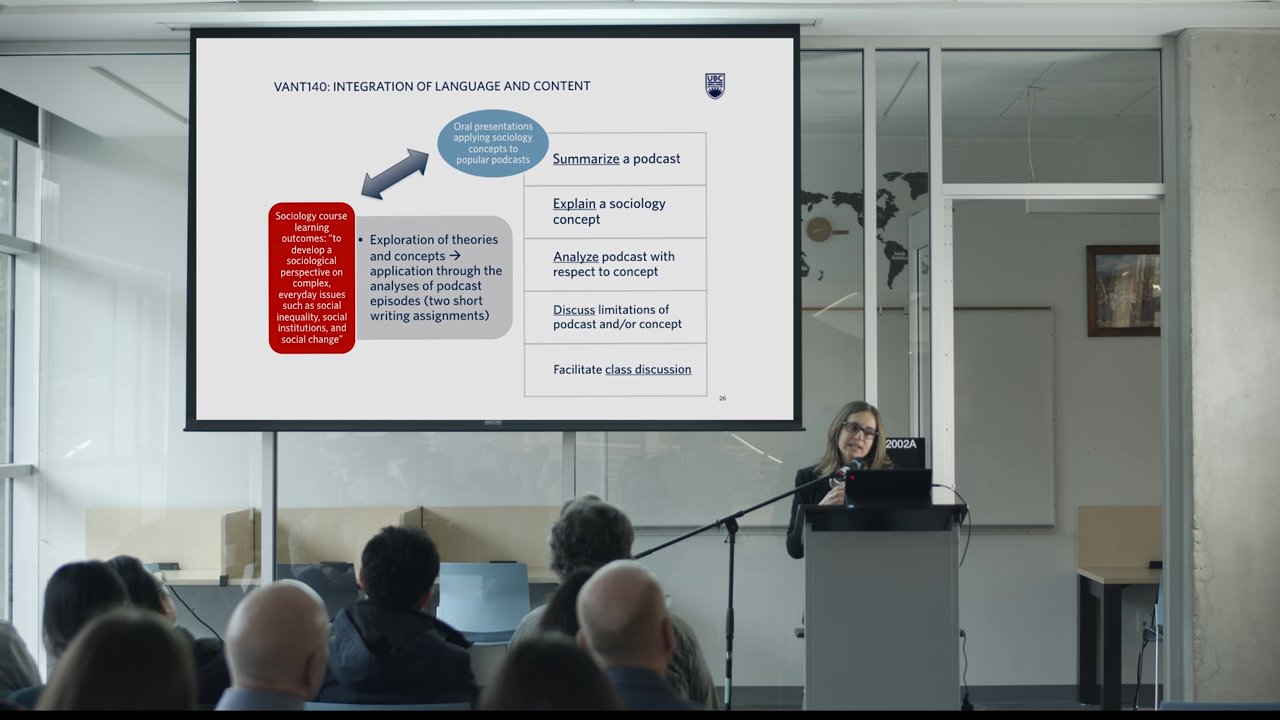 VANT140: INTEGRATION OF LANGUAGE AND CONTENT
UBC
Oral presentations
applying sociology
concepts to
popular podcasts
Sociology course
learning
outcomes: "to
develop a
sociological
perspective on
complex,
everyday issues
such as social
inequality, social
institutions, and
social change"
• Exploration of theories
and concepts →
application through the
analyses of podcast
episodes (two short
writing assignments)
Summarize a podcast
Explain a sociology
concept
Analyze podcast with
respect to concept
Discuss limitations of
podcast and/or concept
Facilitate class discussion
26
2002A